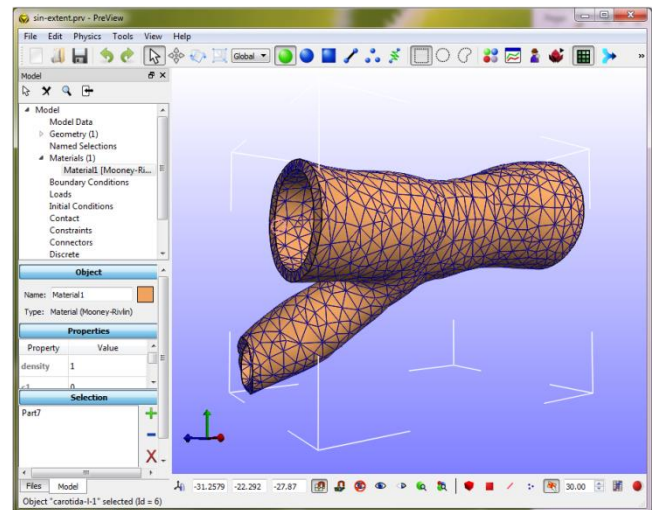 sin-extent.prv - PreView
File Edit Physics Tools View Help
Global
Model
Model
Model Data
Geometry (1)
Named Selections
Materials (1)
Material1 [Mooney-Ri...
Boundary Conditions
Loads
Initial Conditions
Contact
Constraints
Connectors
Discrete
Object
Name: Material1
Type: Material (Mooney-Rivlin)
Properties
Property Value
density 1
c1 0
Selection
Part7
Files Model
-31.2579 -22.292 -27.87 30.00
Object "carotida-I-1" selected (Id = 6)